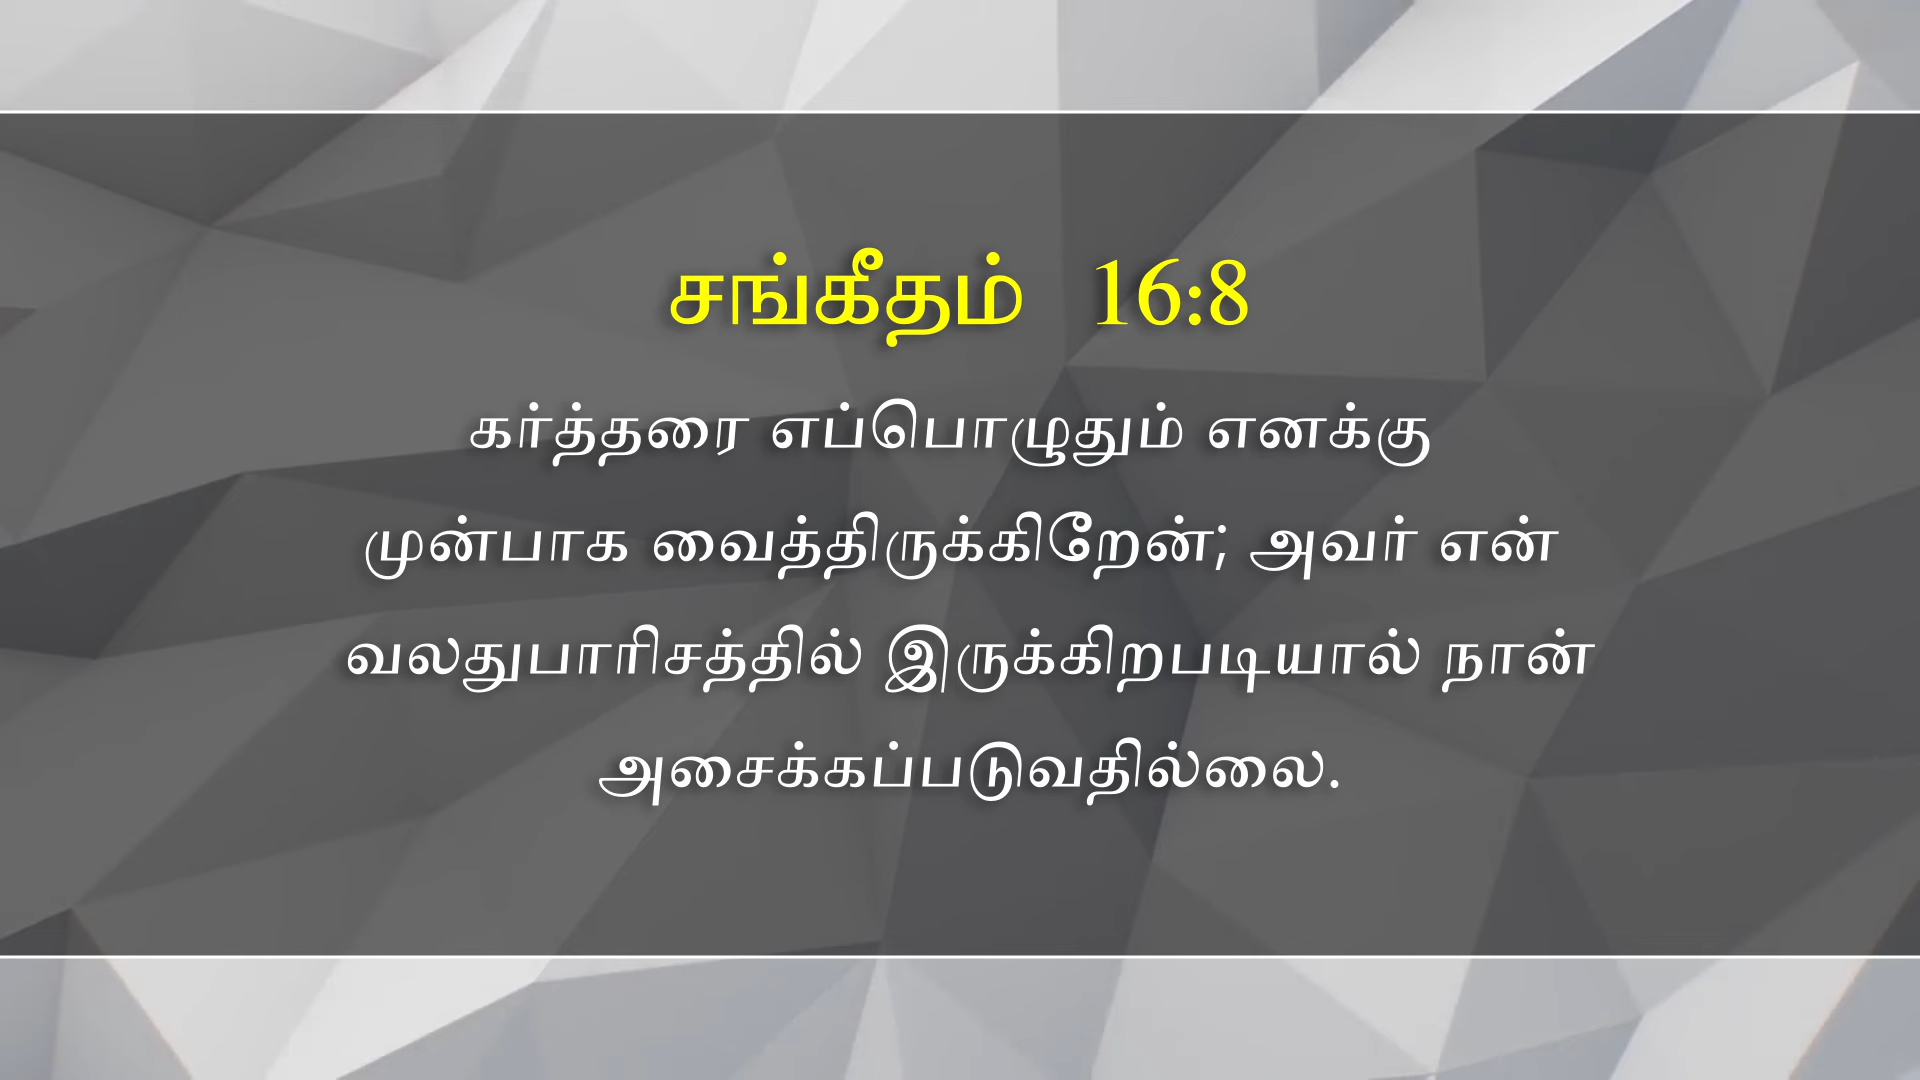 சங்கீதம் 16:8
கர்த்தரை எப்பொழுதும் எனக்கு
முன்பாக வைத்திருக்கிறேன்; அவர் என்
வலதுபாரிசத்தில் இருக்கிறபடியால் நான்
அசைக்கப்படுவதில்லை.